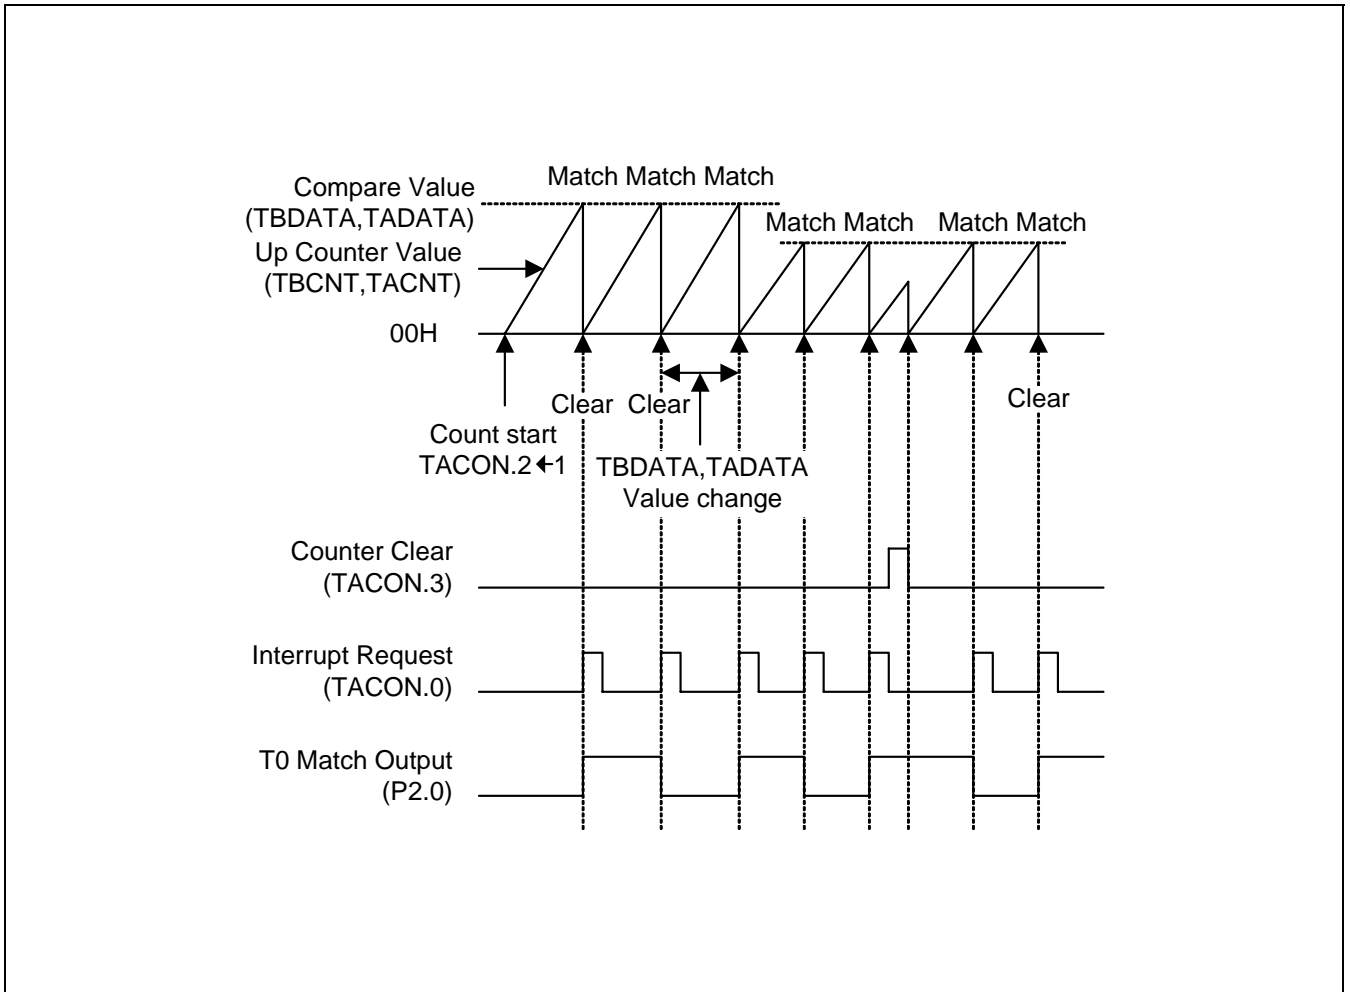 Match Match Match
Compare Value
(TBDATA,TADATA)
Match Match
Match Match
Up Counter Value
(TBCNT,TACNT)
00H
Clear
Clear
Clear
Count start
TACON.2←1
TBDATA,TADATA
Value change
Counter Clear
(TACON.3)
Interrupt Request
(TACON.0)
T0 Match Output
(P2.0)